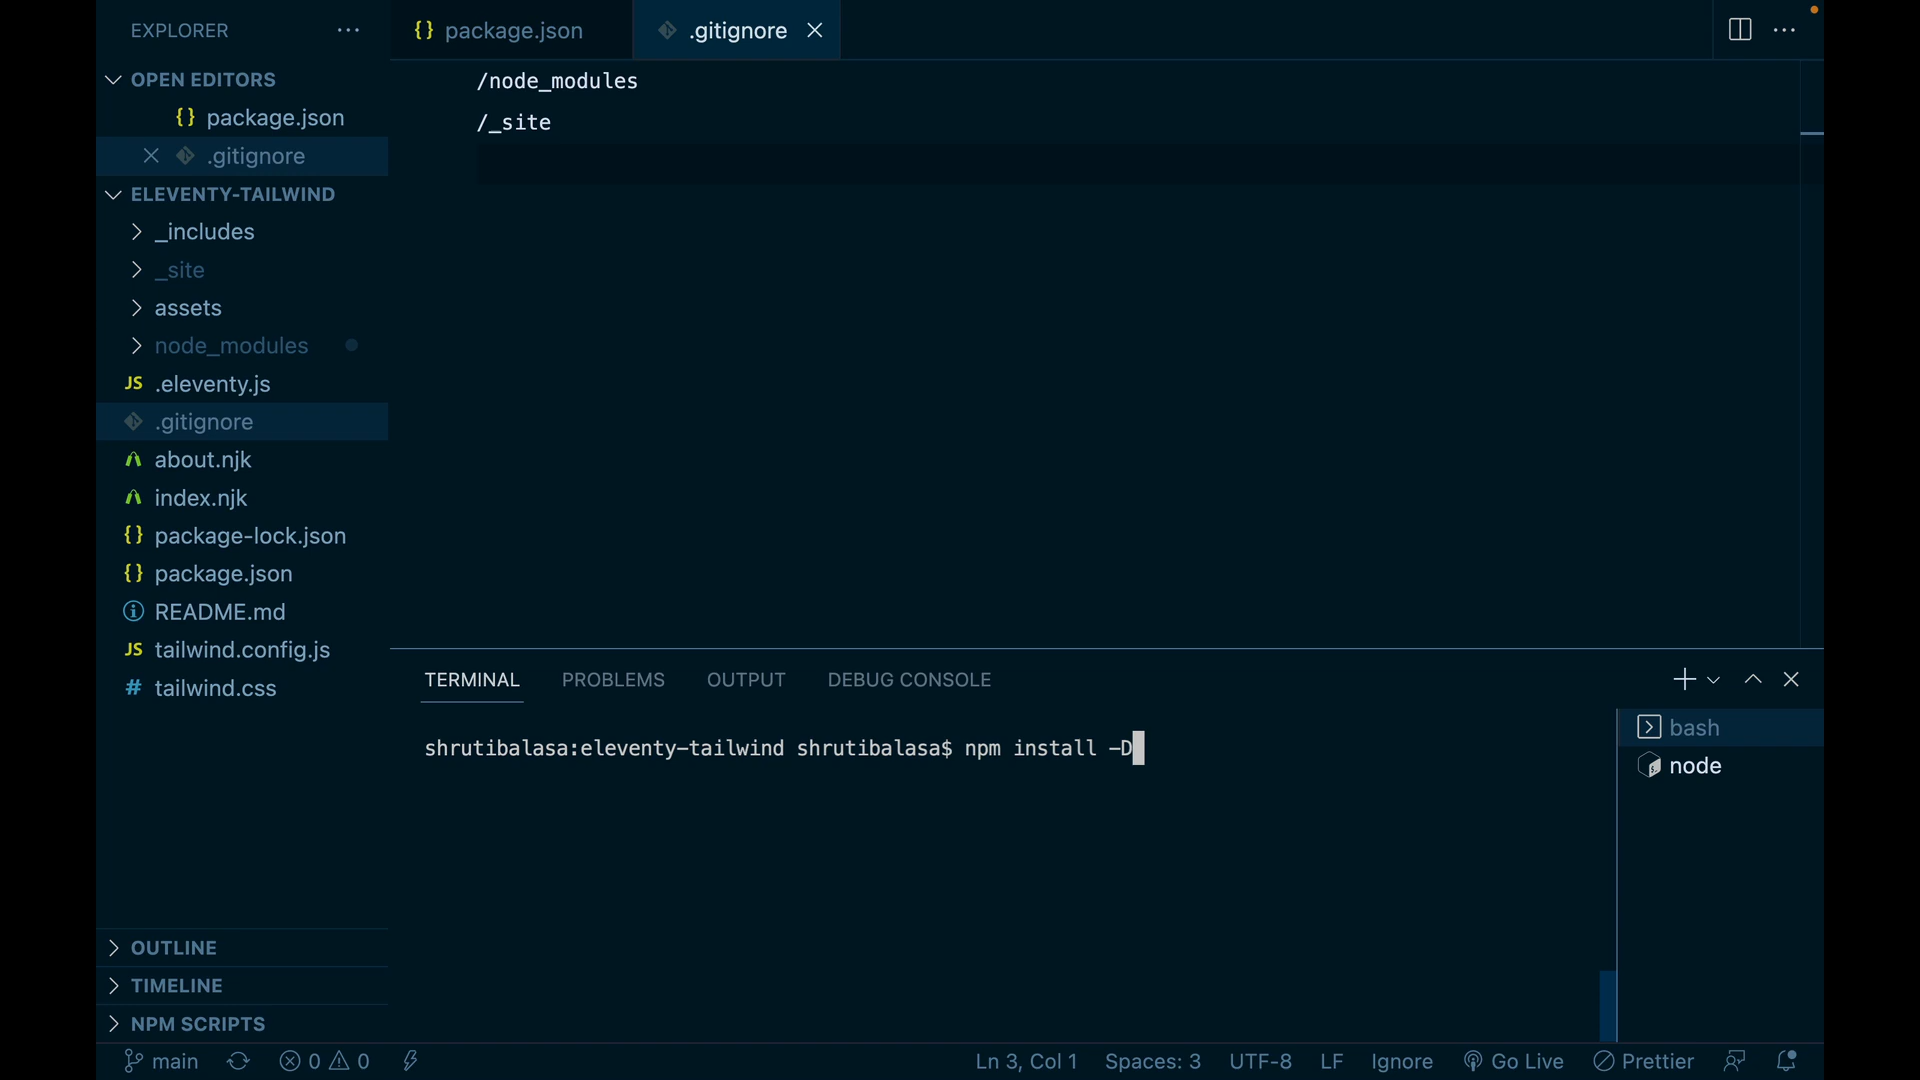 EXPLORER
OPEN EDITORS
{} package.json
.gitignore
ELEVENTY-TAILWIND
_includes
_site
assets
node_modules
JS .eleventy.js
.gitignore
about.njk
index.njk
{} package-lock.json
{} package.json
README.md
JS tailwind.config.js
# tailwind.css
OUTLINE
TIMELINE
NPM SCRIPTS
{} package.json
.gitignore
/node_modules
/_site
TERMINAL PROBLEMS OUTPUT DEBUG CONSOLE
shrutibalasa:eleventy-tailwind shrutibalasa$ npm install -D
bash
node
main 0 0 Ln 3, Col 1 Spaces: 3 UTF-8 LF Ignore Go Live Prettier